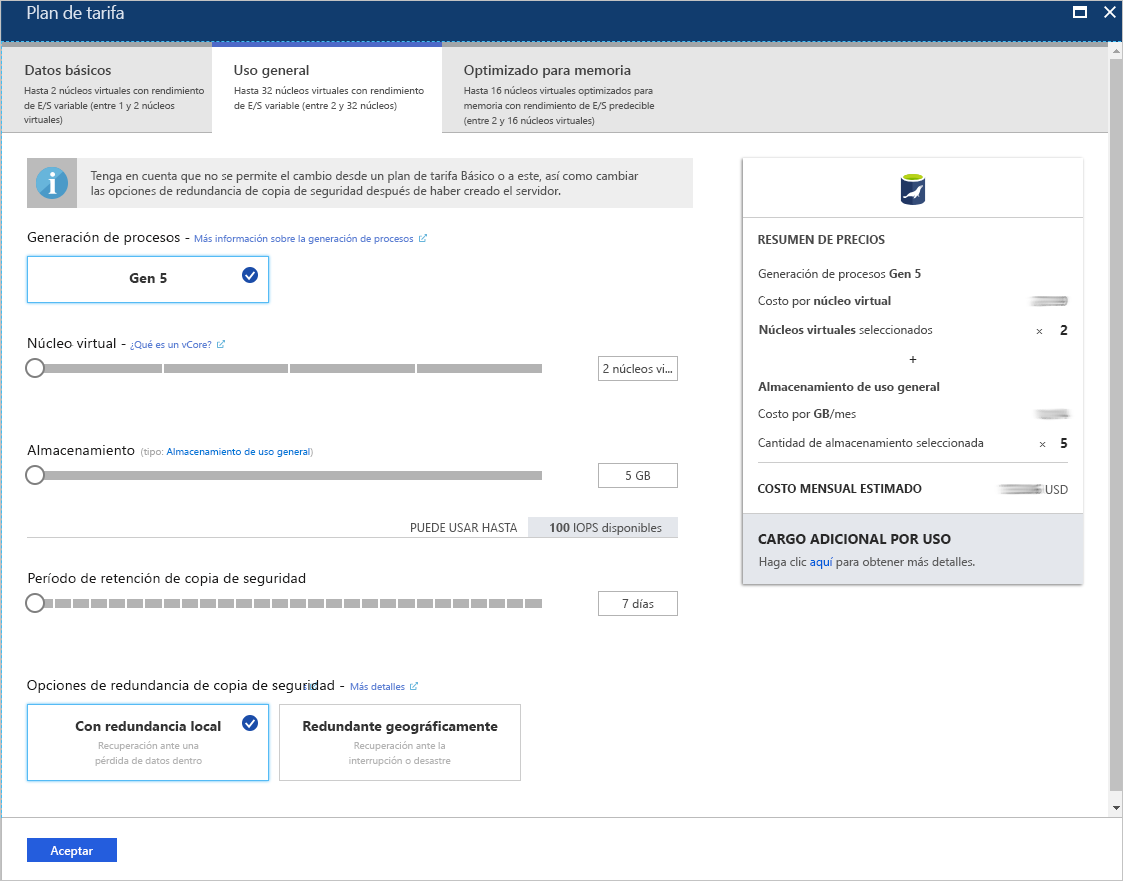 Plan de tarifa
Datos básicos
Hasta 2 núcleos virtuales con rendimiento
de E/S variable (entre 1 y 2 núcleos
virtuales)
Uso general
Hasta 32 núcleos virtuales con rendimiento
de E/S variable (entre 2 y 32 núcleos)
Optimizado para memoria
Hasta 16 núcleos virtuales optimizados para
memoria con rendimiento de E/S predecible
(entre 2 y 16 núcleos virtuales)
Tenga en cuenta que no se permite el cambio desde un plan de tarifa Básico o a este, así como cambiar
las opciones de redundancia de copia de seguridad después de haber creado el servidor.
Generación de procesos - Más información sobre la generación de procesos
Gen 5
Núcleo virtual - ¿Qué es un vCore?
2 núcleos vi...
Almacenamiento (tipo: Almacenamiento de uso general)
5 GB
PUEDE USAR HASTA 100 IOPS disponibles
Período de retención de copia de seguridad
7 días
Opciones de redundancia de copia de seguridad - Más detalles
Con redundancia local
Recuperación ante una
pérdida de datos dentro
Redundante geográficamente
Recuperación ante la
interrupción o desastre
Aceptar
RESUMEN DE PRECIOS
Generación de procesos Gen 5
Costo por núcleo virtual
Núcleos virtuales seleccionados × 2
+
Almacenamiento de uso general
Costo por GB/mes
Cantidad de almacenamiento seleccionada × 5
COSTO MENSUAL ESTIMADO USD
CARGO ADICIONAL POR USO
Haga clic aquí para obtener más detalles.